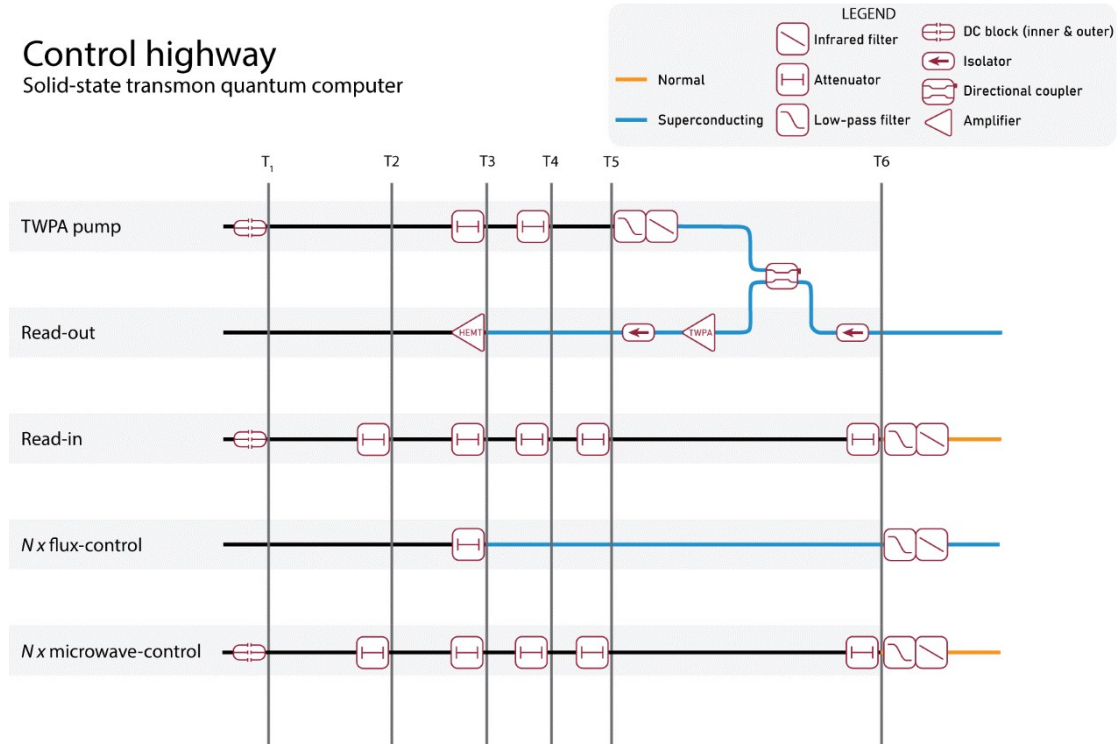 Control highway
Solid-state transmon quantum computer
LEGEND
Normal
Superconducting
Infrared filter
Attenuator
Low-pass filter
DC block (inner & outer)
Isolator
Directional coupler
Amplifier
T1 T2 T3 T4 T5 T6
TWPA pump
Read-out
HEMT
TWPA
Read-in
N x flux-control
N x microwave-control